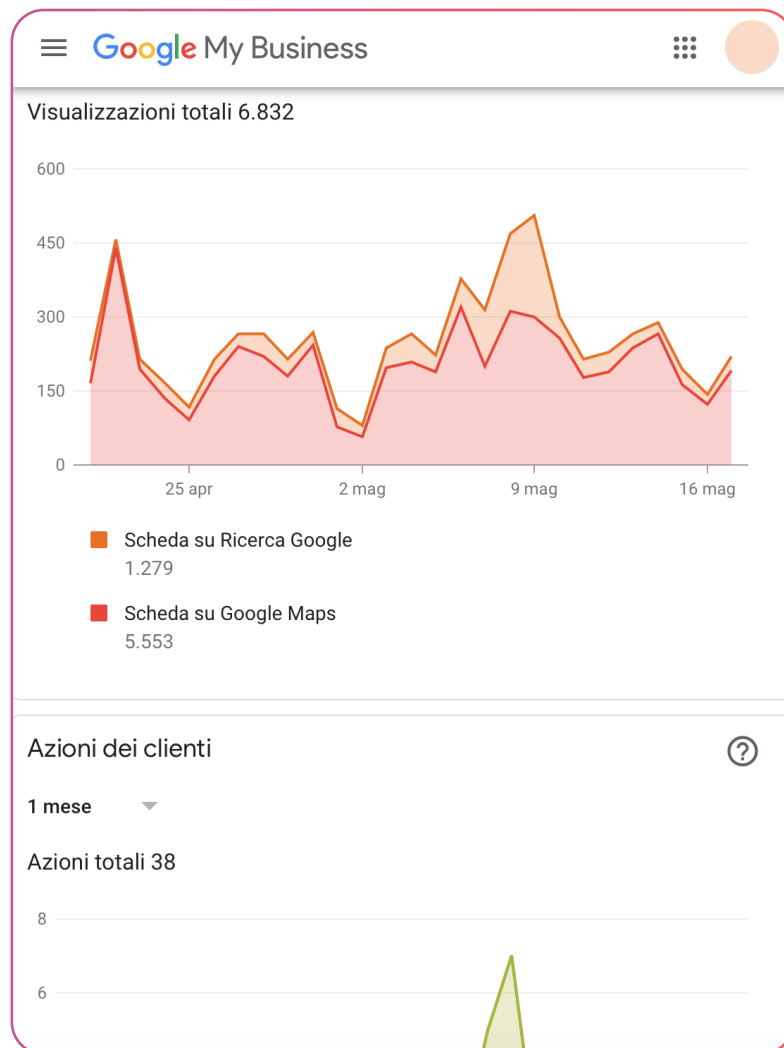 Google My Business
Visualizzazioni totali 6.832
600
450
300
150
0
25 apr 2 mag 9 mag 16 mag
Scheda su Ricerca Google
1.279
Scheda su Google Maps
5.553
Azioni dei clienti
?
1 mese
Azioni totali 38
8
6